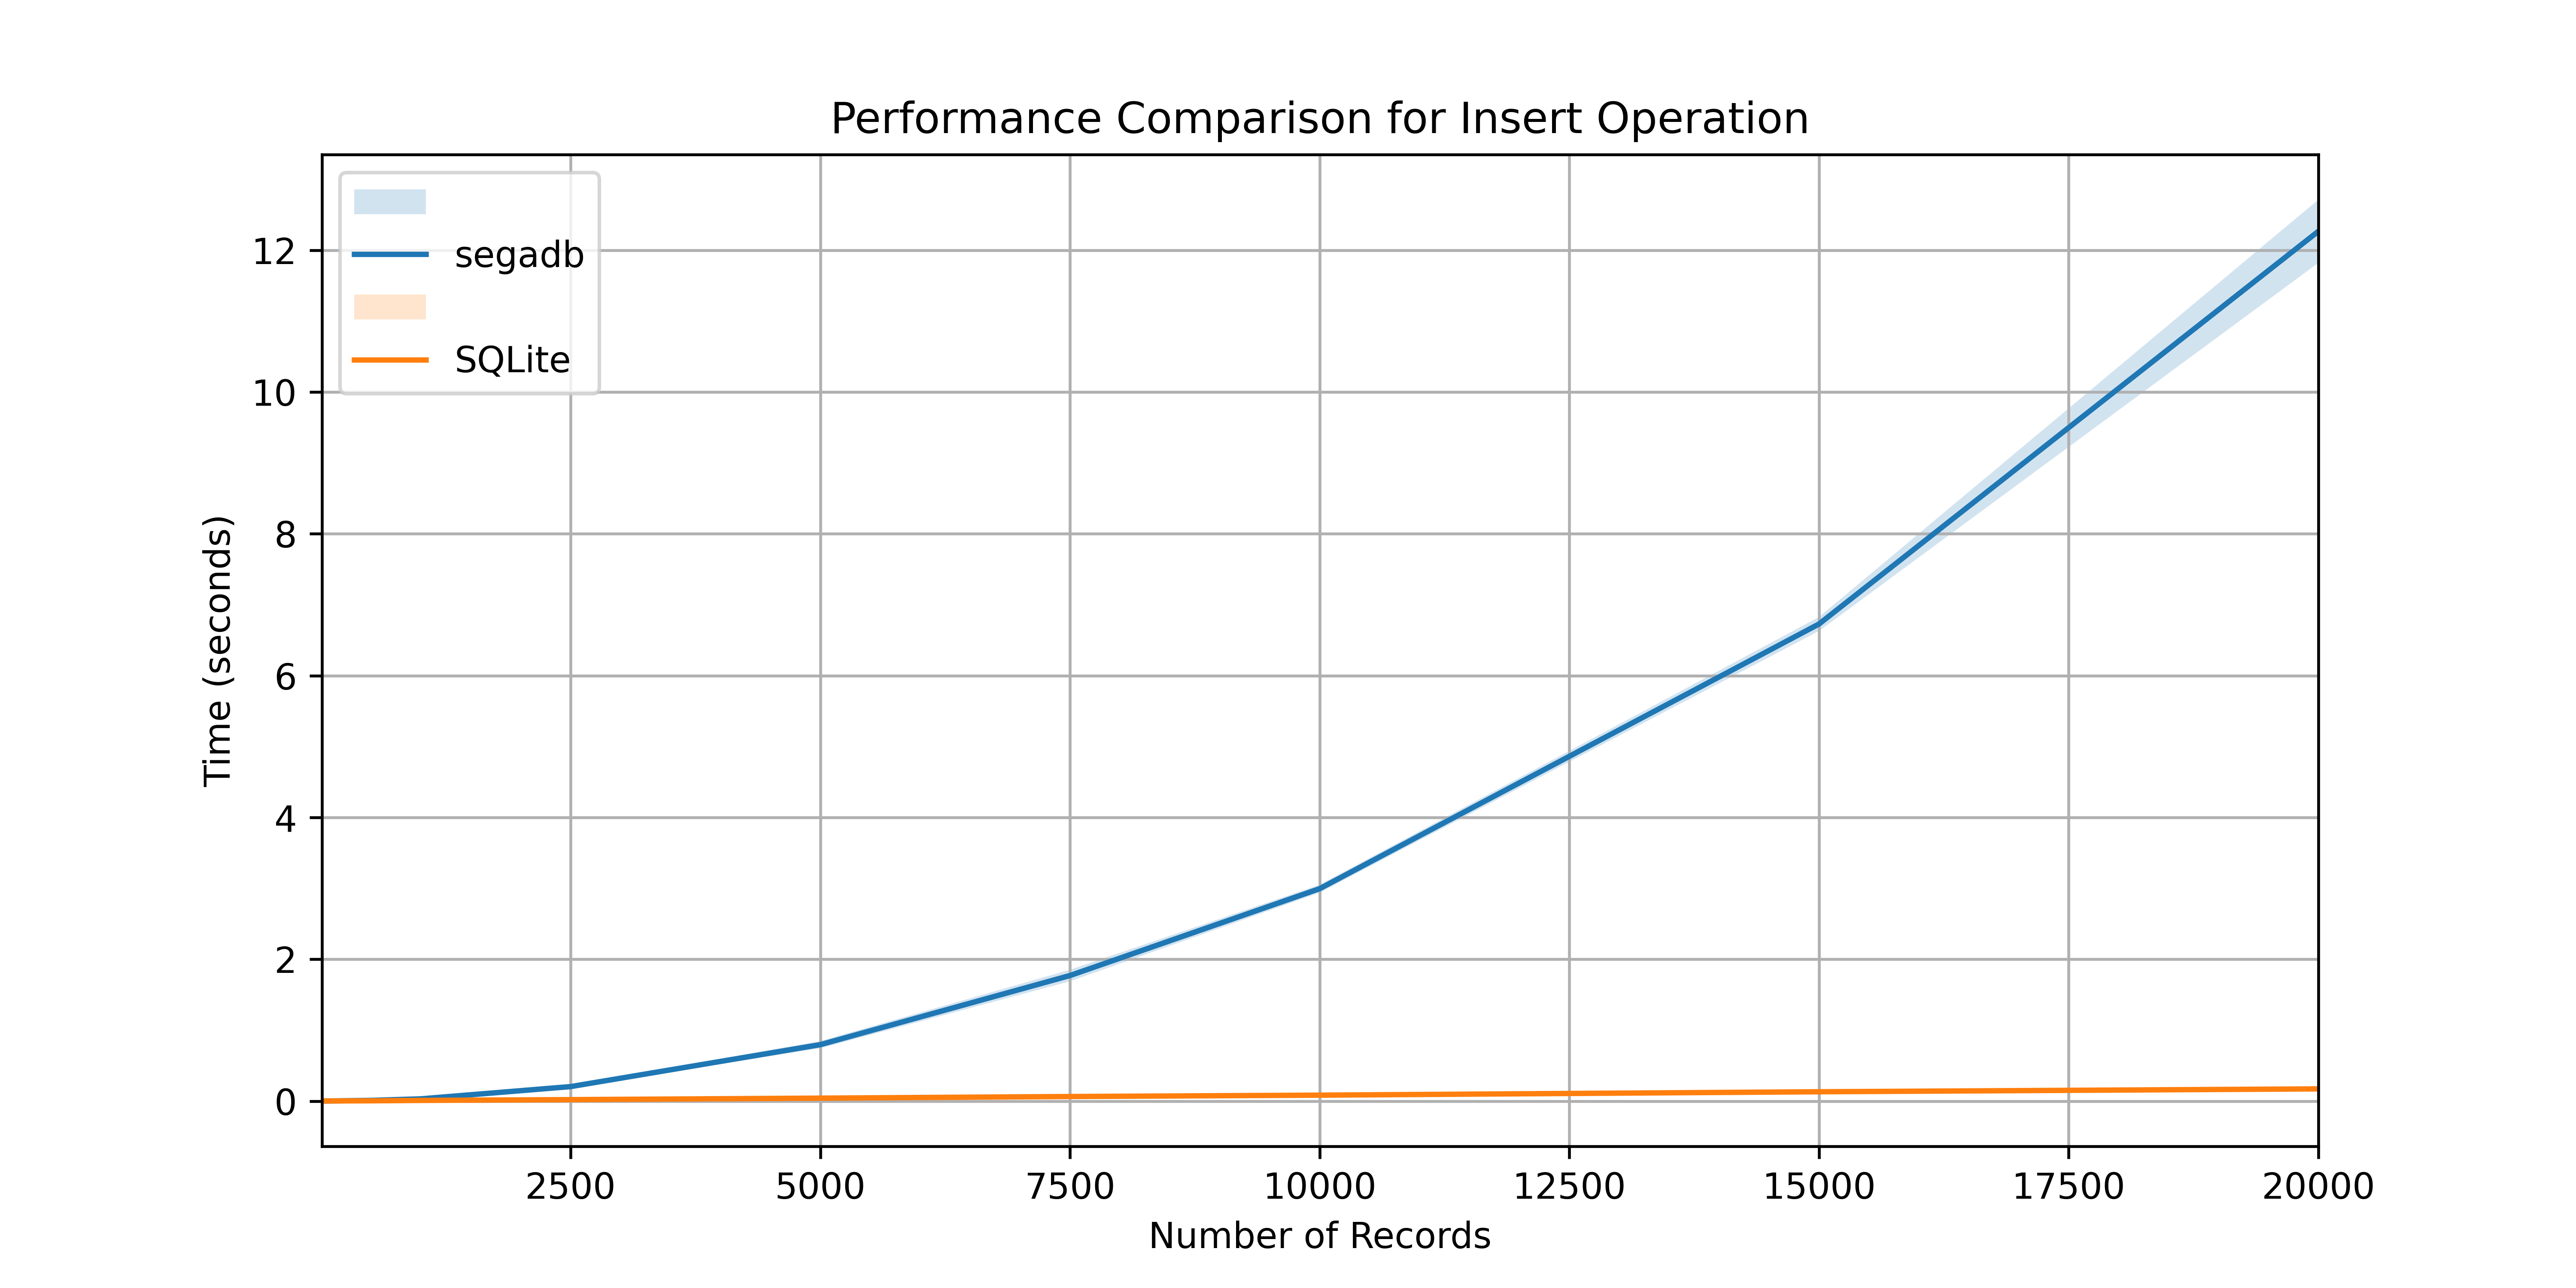 Performance Comparison for Insert Operation
segadb
SQLite
12
10
8
6
4
2
0
Time (seconds)
2500 5000 7500 10000 12500 15000 17500 20000
Number of Records